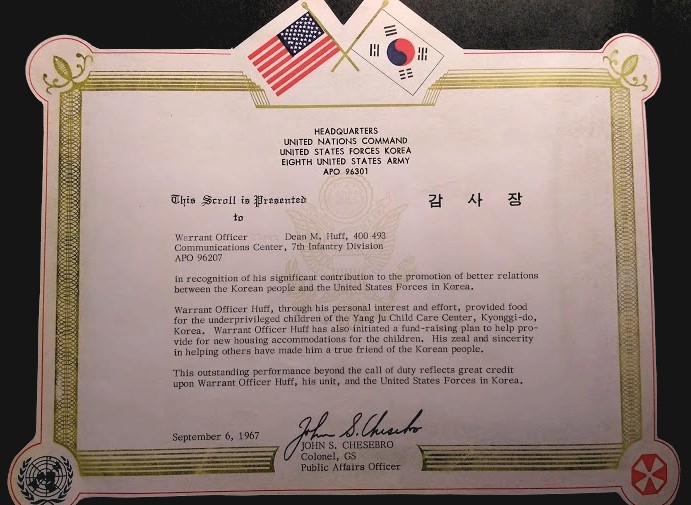 HEADQUARTERS
UNITED NATIONS COMMAND
UNITED STATES FORCES KOREA
EIGHTH UNITED STATES ARMY
APO 96301
This Scroll is Presented
to
감 사 장
Warrant Officer Dean M. Huff, 400 493
Communications Center, 7th Infantry Division
APO 96207
in recognition of his significant contribution to the promotion of better relations
between the Korean people and the United States Forces in Korea.
Warrant Officer Huff, through his personal interest and effort, provided food
for the underprivileged children of the Yang Ju Child Care Center, Kyonggi-do,
Korea. Warrant Officer Huff has also initiated a fund-raising plan to help pro-
vide for new housing accommodations for the children. His zeal and sincerity
in helping others have made him a true friend of the Korean people.
This outstanding performance beyond the call of duty reflects great credit
upon Warrant Officer Huff, his unit, and the United States Forces in Korea.
September 6, 1967
John S. Chesebro
JOHN S. CHESEBRO
Colonel, GS
Public Affairs Officer